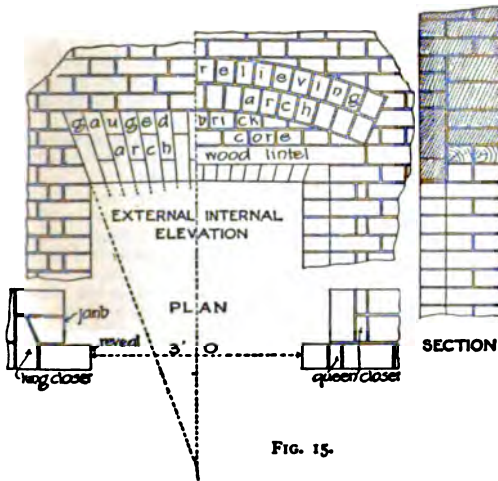 relieving
arch
gauged
arch
brick
core
wood lintel
EXTERNAL INTERNAL
ELEVATION
PLAN
jamb
reveal
3' 0
king closer
queen closer
SECTION
FIG. 15.